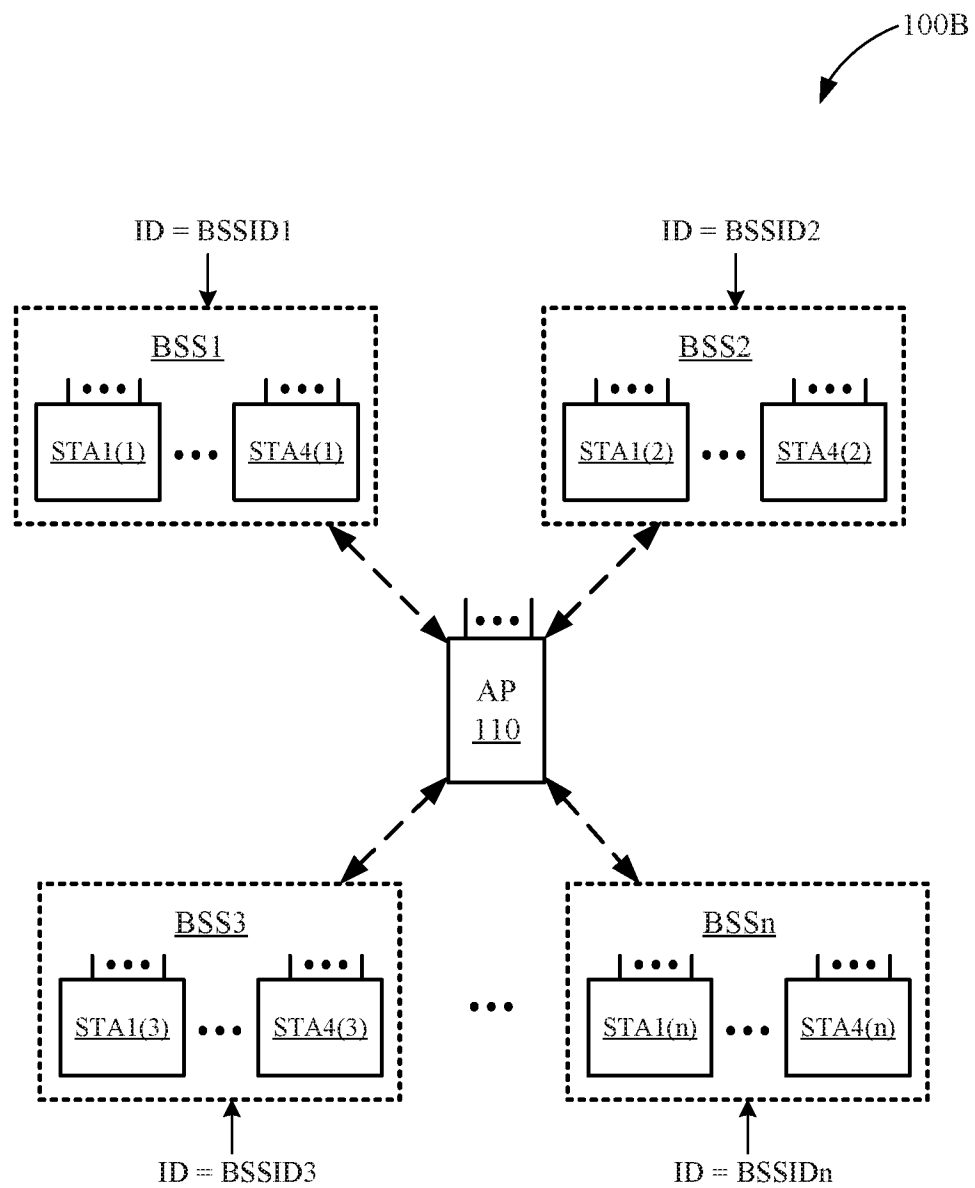 100B
ID = BSSID1
ID = BSSID2
BSS1
STA1(1)
STA4(1)
BSS2
STA1(2)
STA4(2)
AP
110
BSS3
STA1(3)
STA4(3)
BSSn
STA1(n)
STA4(n)
ID = BSSID3
ID = BSSIDn